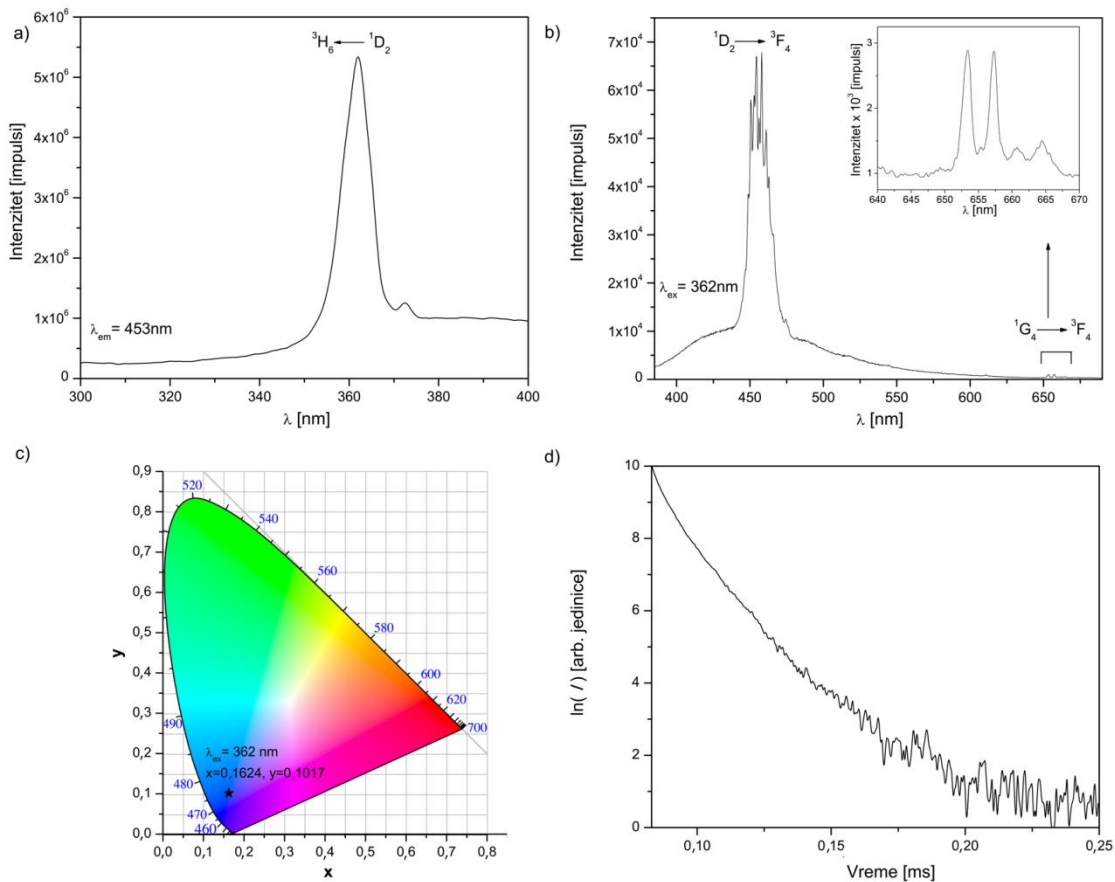 a)
³H₆ ← ¹D₂
6x10⁶
5x10⁶
4x10⁶
3x10⁶
2x10⁶
1x10⁶
0
Intenzitet [impulsi]
λem= 453nm
300 320 340 360 380 400
λ [nm]
b)
¹D₂ → ³F₄
7x10⁴
6x10⁴
5x10⁴
4x10⁴
3x10⁴
2x10⁴
1x10⁴
0
Intenzitet [impulsi]
λex= 362nm
¹G₄ → ³F₄
400 450 500 550 600 650
λ [nm]
3
2
1
Intenzitet x 10³ [impulsi]
640 645 650 655 660 665 670
λ [nm]
c)
0,9
0,8
0,7
0,6
0,5
0,4
0,3
0,2
0,1
0,0
y
520
540
560
580
600
620
700
490
480
470
460
λex= 362 nm
x=0,1624, y=0,1017
0,0 0,1 0,2 0,3 0,4 0,5 0,6 0,7 0,8
x
d)
10
8
6
4
2
0
ln( I ) [arb. jedinice]
0,10 0,15 0,20 0,25
Vreme [ms]